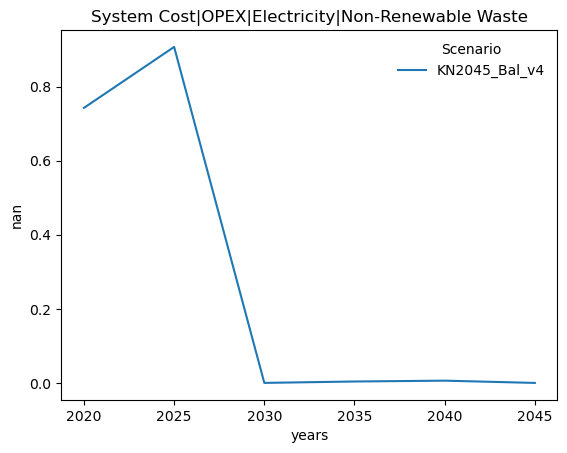 System Cost|OPEX|Electricity|Non-Renewable Waste
Scenario
KN2045_Bal_v4
0.8
0.6
0.4
0.2
0.0
nan
2020 2025 2030 2035 2040 2045
years